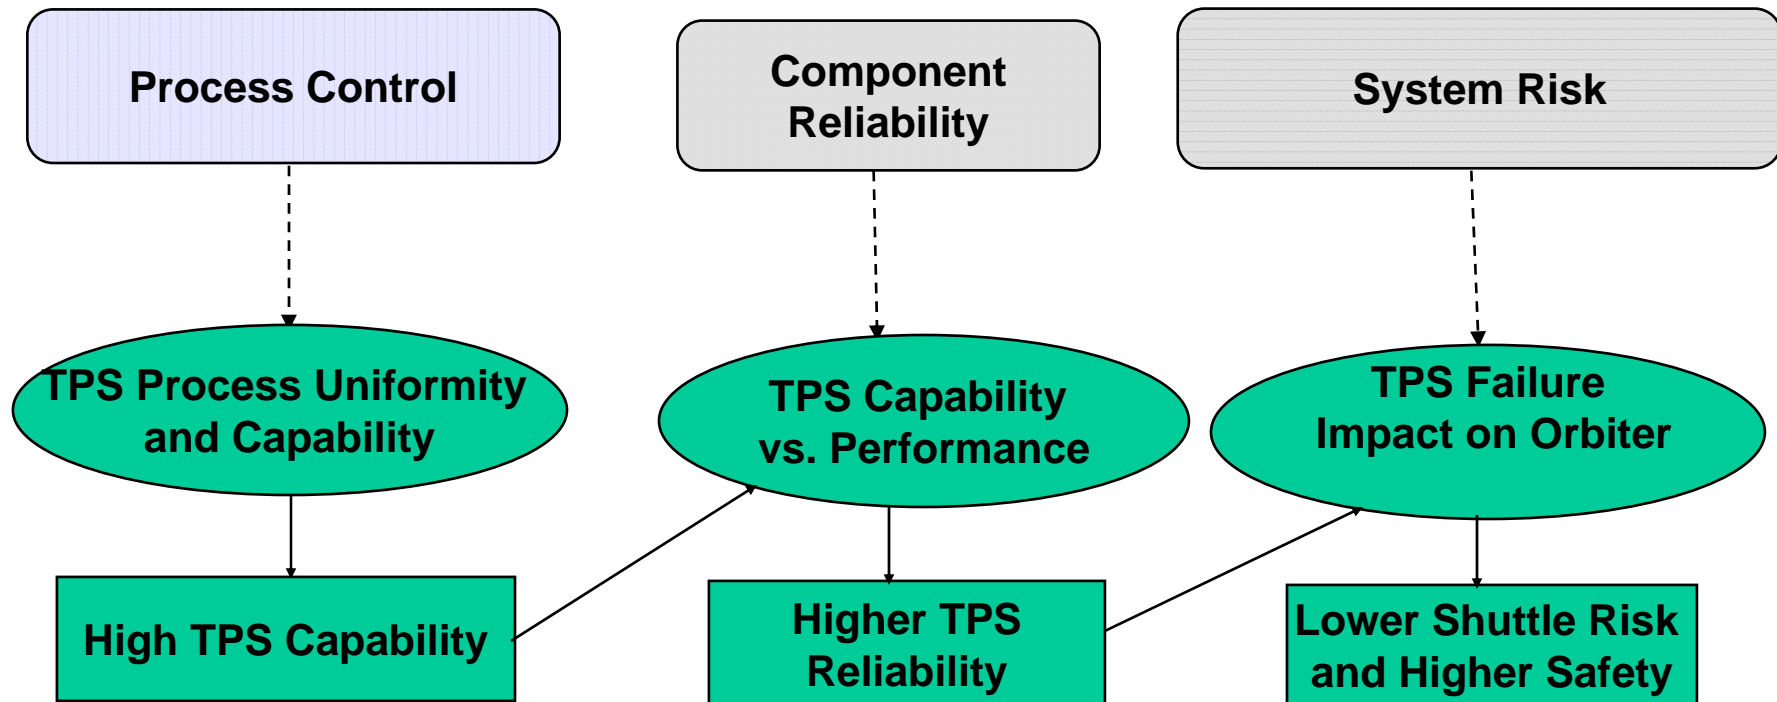 Process Control
Component
Reliability
System Risk
TPS Process Uniformity
and Capability
TPS Capability
vs. Performance
TPS Failure
Impact on Orbiter
High TPS Capability
Higher TPS
Reliability
Lower Shuttle Risk
and Higher Safety